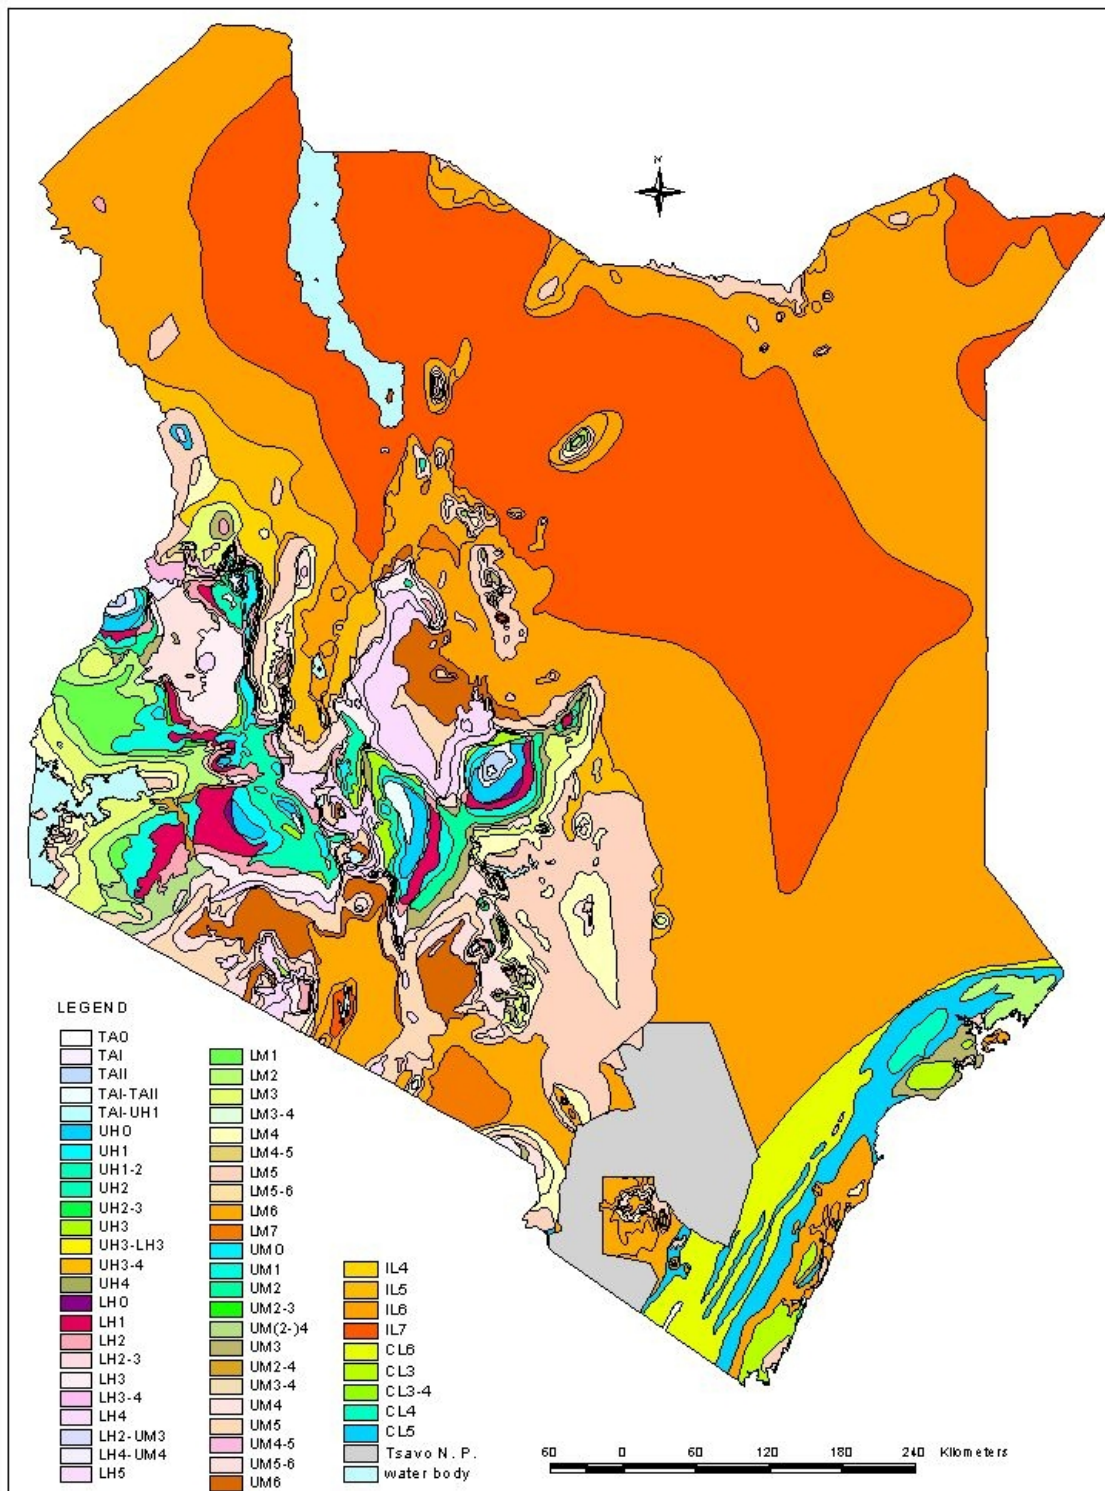 N
LEGEND
TA0
TAI
TAII
TAI-TAII
TAI-UH1
UH0
UH1
UH1-2
UH2
UH2-3
UH3
UH3-LH3
UH3-4
UH4
LH0
LH1
LH2
LH2-3
LH3
LH3-4
LH4
LH2-UM3
LH4-UM4
LH5
LM1
LM2
LM3
LM3-4
LM4
LM4-5
LM5
LM5-6
LM6
LM7
UM0
UM1
UM2
UM2-3
UM(2-)4
UM3
UM2-4
UM3-4
UM4
UM5
UM4-5
UM5-6
UM6
IL4
IL5
IL6
IL7
CL6
CL3
CL3-4
CL4
CL5
Tsavo N. P.
water body
60 0 60 120 180 240 Kilometers